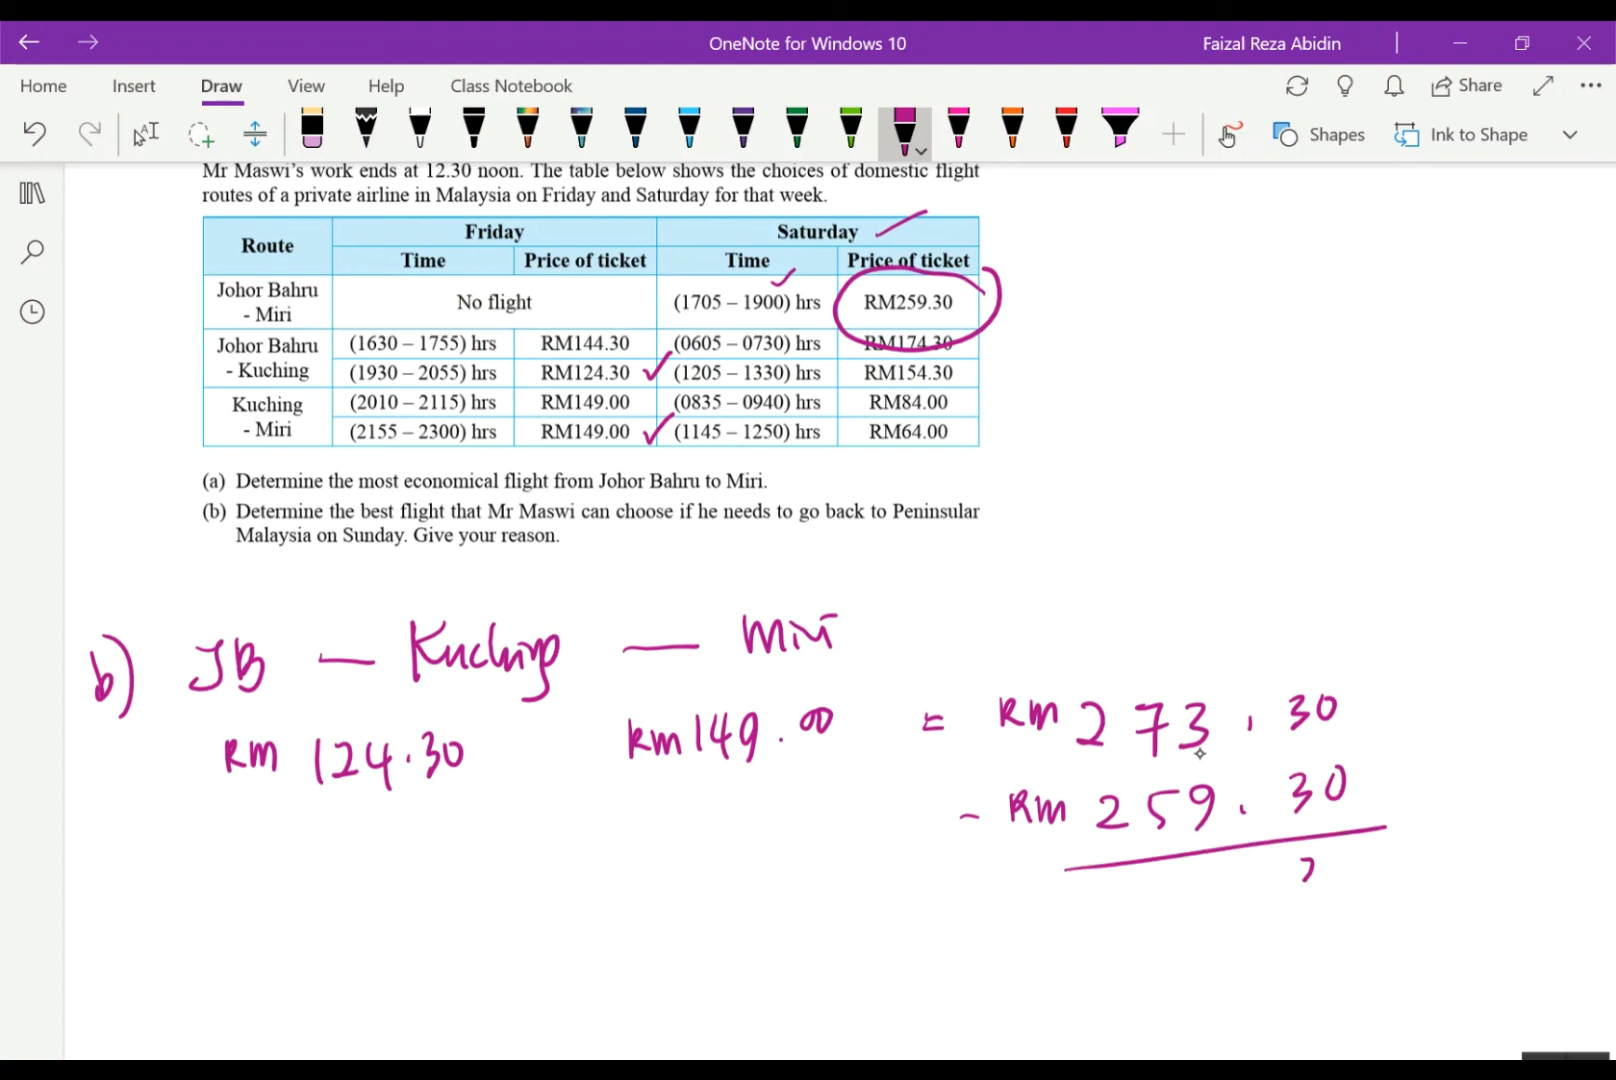 OneNote for Windows 10
Faizal Reza Abidin
Home Insert Draw View Help Class Notebook
Share
Shapes
Ink to Shape
Mr Maswi's work ends at 12.30 noon. The table below shows the choices of domestic flight
routes of a private airline in Malaysia on Friday and Saturday for that week.
Route Friday Saturday
Time Price of ticket Time Price of ticket
Johor Bahru - Miri No flight (1705 – 1900) hrs RM259.30
Johor Bahru - Kuching (1630 – 1755) hrs RM144.30 (0605 – 0730) hrs RM174.30
(1930 – 2055) hrs RM124.30 (1205 – 1330) hrs RM154.30
Kuching - Miri (2010 – 2115) hrs RM149.00 (0835 – 0940) hrs RM84.00
(2155 – 2300) hrs RM149.00 (1145 – 1250) hrs RM64.00
(a) Determine the most economical flight from Johor Bahru to Miri.
(b) Determine the best flight that Mr Maswi can choose if he needs to go back to Peninsular
Malaysia on Sunday. Give your reason.
b) JB — Kuching — Miri
RM 124.30 RM149.00 = RM 273.30
- RM 259.30